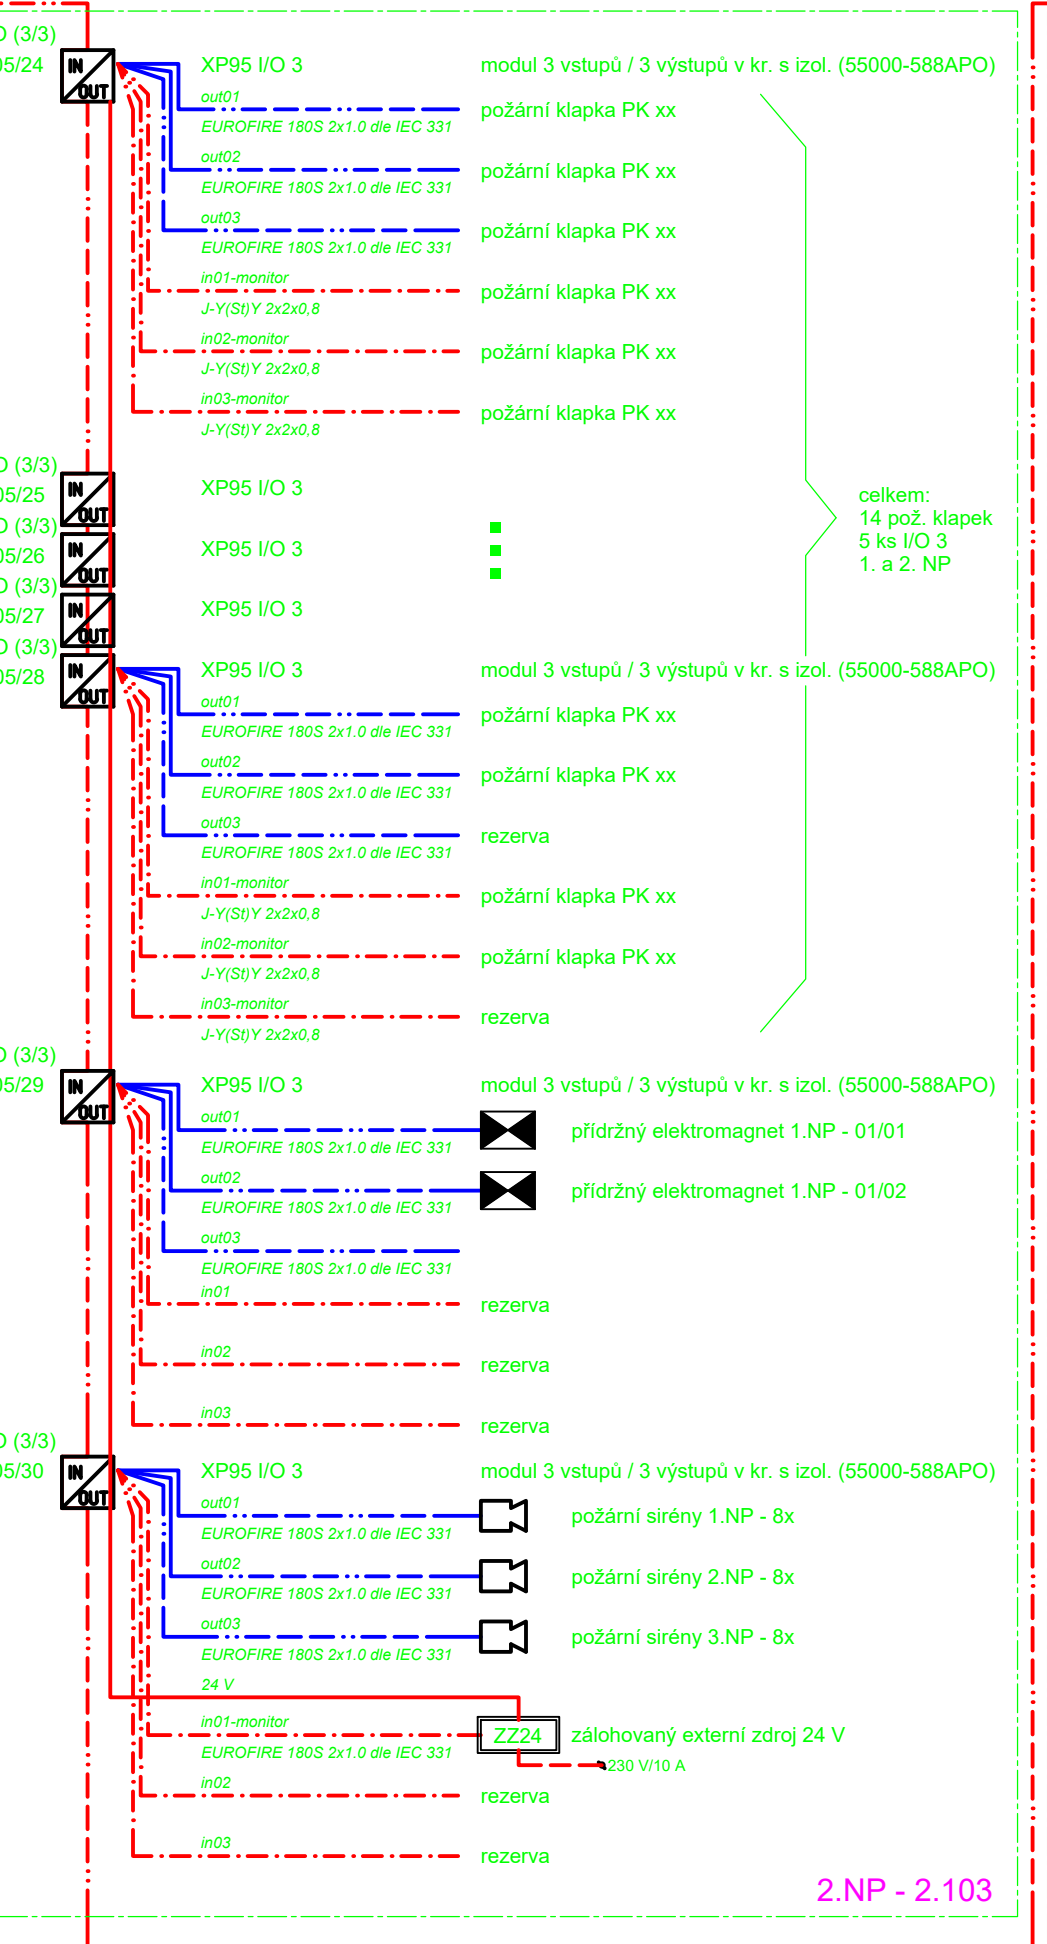 O (3/3)
05/24
IN
OUT
XP95 I/O 3
modul 3 vstupů / 3 výstupů v kr. s izol. (55000-588APO)
out01
EUROFIRE 180S 2x1.0 dle IEC 331
požární klapka PK xx
out02
EUROFIRE 180S 2x1.0 dle IEC 331
požární klapka PK xx
out03
EUROFIRE 180S 2x1.0 dle IEC 331
požární klapka PK xx
in01-monitor
J-Y(St)Y 2x2x0,8
požární klapka PK xx
in02-monitor
J-Y(St)Y 2x2x0,8
požární klapka PK xx
in03-monitor
J-Y(St)Y 2x2x0,8
požární klapka PK xx
O (3/3)
05/25
IN
OUT
XP95 I/O 3
O (3/3)
05/26
IN
OUT
XP95 I/O 3
O (3/3)
05/27
IN
OUT
XP95 I/O 3
celkem:
14 pož. klapek
5 ks I/O 3
1. a 2. NP
O (3/3)
05/28
IN
OUT
XP95 I/O 3
modul 3 vstupů / 3 výstupů v kr. s izol. (55000-588APO)
out01
EUROFIRE 180S 2x1.0 dle IEC 331
požární klapka PK xx
out02
EUROFIRE 180S 2x1.0 dle IEC 331
požární klapka PK xx
out03
EUROFIRE 180S 2x1.0 dle IEC 331
rezerva
in01-monitor
J-Y(St)Y 2x2x0,8
požární klapka PK xx
in02-monitor
J-Y(St)Y 2x2x0,8
požární klapka PK xx
in03-monitor
J-Y(St)Y 2x2x0,8
rezerva
O (3/3)
05/29
IN
OUT
XP95 I/O 3
modul 3 vstupů / 3 výstupů v kr. s izol. (55000-588APO)
out01
EUROFIRE 180S 2x1.0 dle IEC 331
přídržný elektromagnet 1.NP - 01/01
out02
EUROFIRE 180S 2x1.0 dle IEC 331
přídržný elektromagnet 1.NP - 01/02
out03
EUROFIRE 180S 2x1.0 dle IEC 331
in01
rezerva
in02
rezerva
in03
rezerva
O (3/3)
05/30
IN
OUT
XP95 I/O 3
modul 3 vstupů / 3 výstupů v kr. s izol. (55000-588APO)
out01
EUROFIRE 180S 2x1.0 dle IEC 331
požární sirény 1.NP - 8x
out02
EUROFIRE 180S 2x1.0 dle IEC 331
požární sirény 2.NP - 8x
out03
EUROFIRE 180S 2x1.0 dle IEC 331
požární sirény 3.NP - 8x
24 V
in01-monitor
EUROFIRE 180S 2x1.0 dle IEC 331
ZZ24
zálohovaný externí zdroj 24 V
230 V/10 A
in02
rezerva
in03
rezerva
2.NP - 2.103